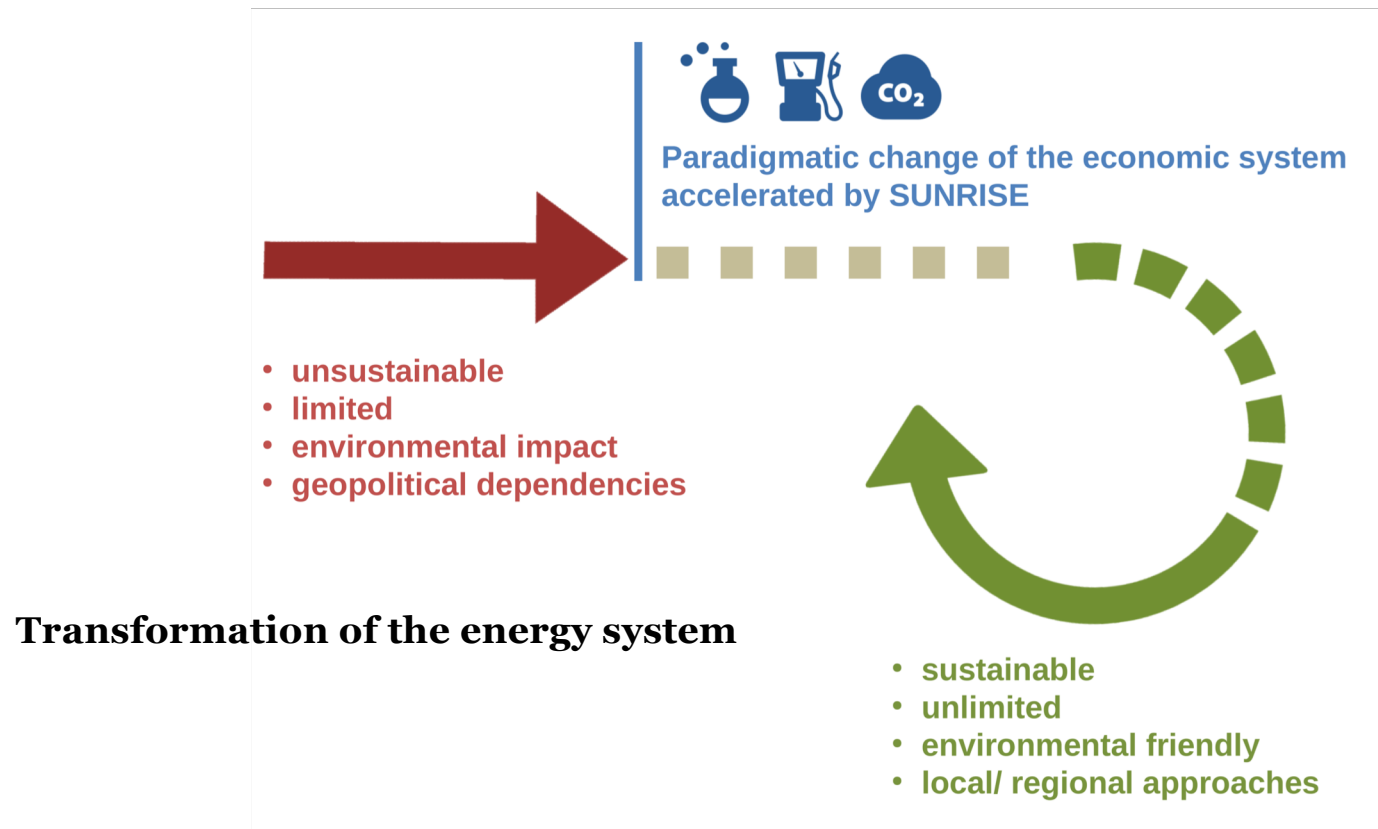 CO₂
Paradigmatic change of the economic system
accelerated by SUNRISE
• unsustainable
• limited
• environmental impact
• geopolitical dependencies
Transformation of the energy system
• sustainable
• unlimited
• environmental friendly
• local/ regional approaches